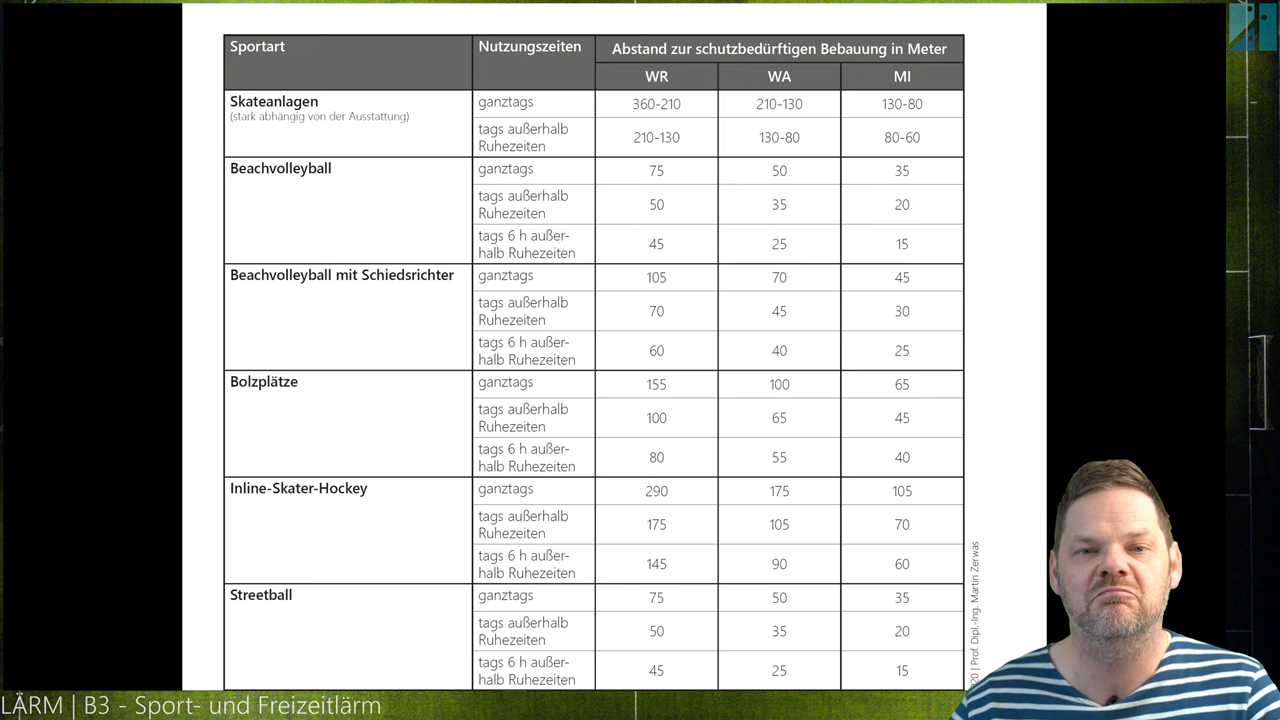 Sportart Nutzungszeiten Abstand zur schutzbedürftigen Bebauung in Meter
WR WA MI
Skateanlagen ganztags 360-210 210-130 130-80
(stark abhängig von der Ausstattung)
tags außerhalb
Ruhezeiten 210-130 130-80 80-60
Beachvolleyball ganztags 75 50 35
tags außerhalb
Ruhezeiten 50 35 20
tags 6 h außer-
halb Ruhezeiten 45 25 15
Beachvolleyball mit Schiedsrichter ganztags 105 70 45
tags außerhalb
Ruhezeiten 70 45 30
tags 6 h außer-
halb Ruhezeiten 60 40 25
Bolzplätze ganztags 155 100 65
tags außerhalb
Ruhezeiten 100 65 45
tags 6 h außer-
halb Ruhezeiten 80 55 40
Inline-Skater-Hockey ganztags 290 175 105
tags außerhalb
Ruhezeiten 175 105 70
tags 6 h außer-
halb Ruhezeiten 145 90 60
Streetball ganztags 75 50 35
tags außerhalb
Ruhezeiten 50 35 20
tags 6 h außer-
halb Ruhezeiten 45 25 15
20 | Prof. Dipl.-Ing. Martin Zerwas
LÄRM | B3 - Sport- und Freizeitlärm